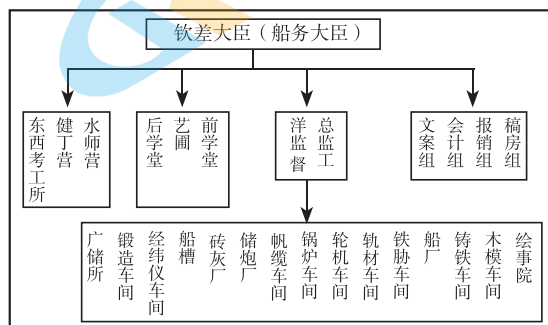 钦差大臣（船务大臣）
东西考工所
健丁营
水师营
后学堂
艺圃
前学堂
洋监督
总监工
文案组
会计组
报销组
稿房组
广储所
锻造车间
经纬仪车间
船槽
砖灰厂
储炮厂
帆缆车间
锅炉车间
轮机车间
轨材车间
铁胁车间
船厂
铸铁车间
木模车间
绘事院